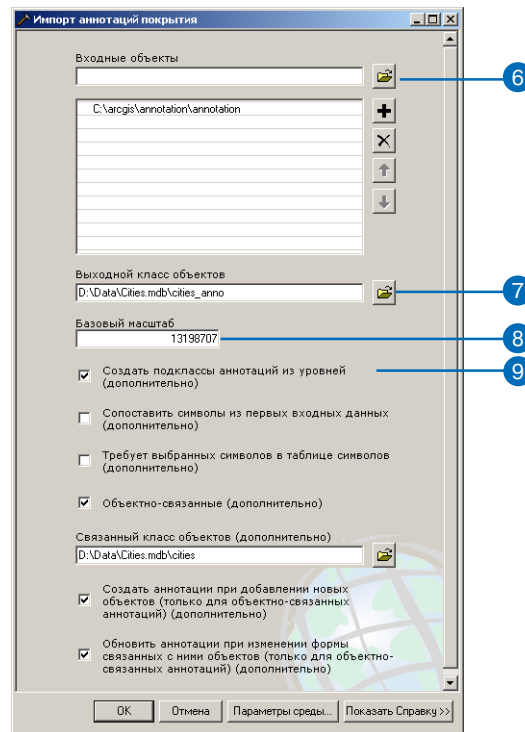 Импорт аннотаций покрытия
Входные объекты
6
C:\arcgis\annotation\annotation
Выходной класс объектов
D:\Data\Cities.mdb\cities_anno
7
Базовый масштаб
13198707
8
Создать подклассы аннотаций из уровней
(дополнительно)
9
Сопоставить символы из первых входных данных
(дополнительно)
Требует выбранных символов в таблице символов
(дополнительно)
Объектно-связанные (дополнительно)
Связанный класс объектов (дополнительно)
D:\Data\Cities.mdb\cities
Создать аннотации при добавлении новых
объектов (только для объектно-связанных
аннотаций) (дополнительно)
Обновить аннотации при изменении формы
связанных с ними объектов (только для объектно-
связанных аннотаций) (дополнительно)
OK Отмена Параметры среды... Показать Справку >>